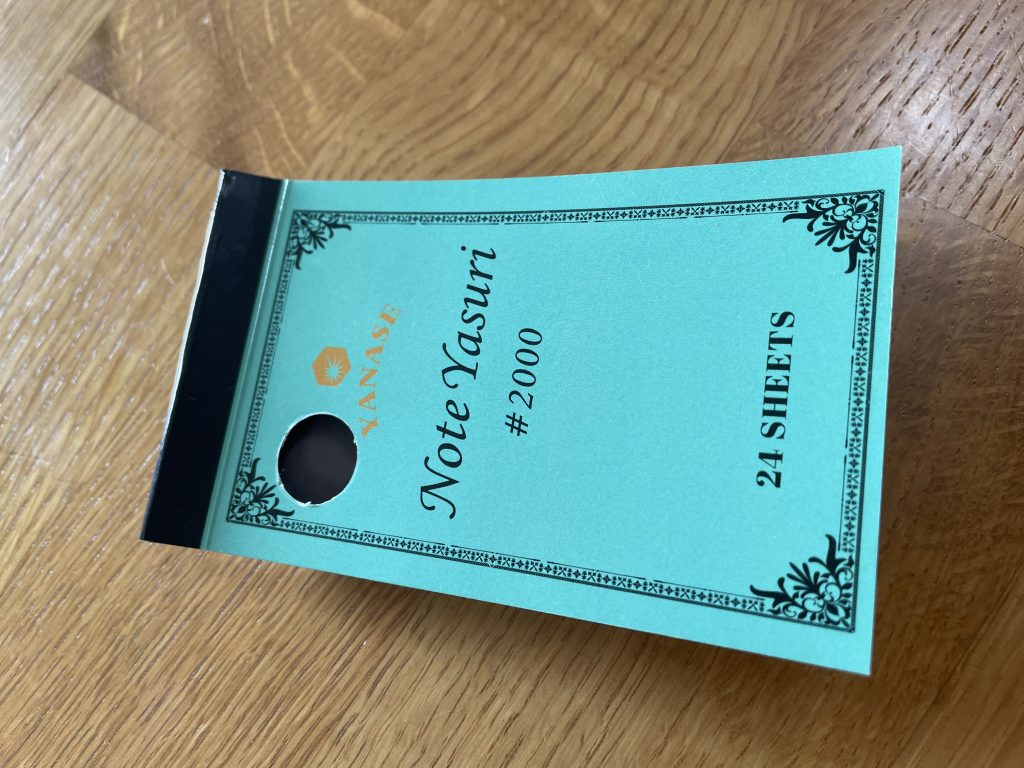 YANASE
Note Yasuri
#2000
24 SHEETS